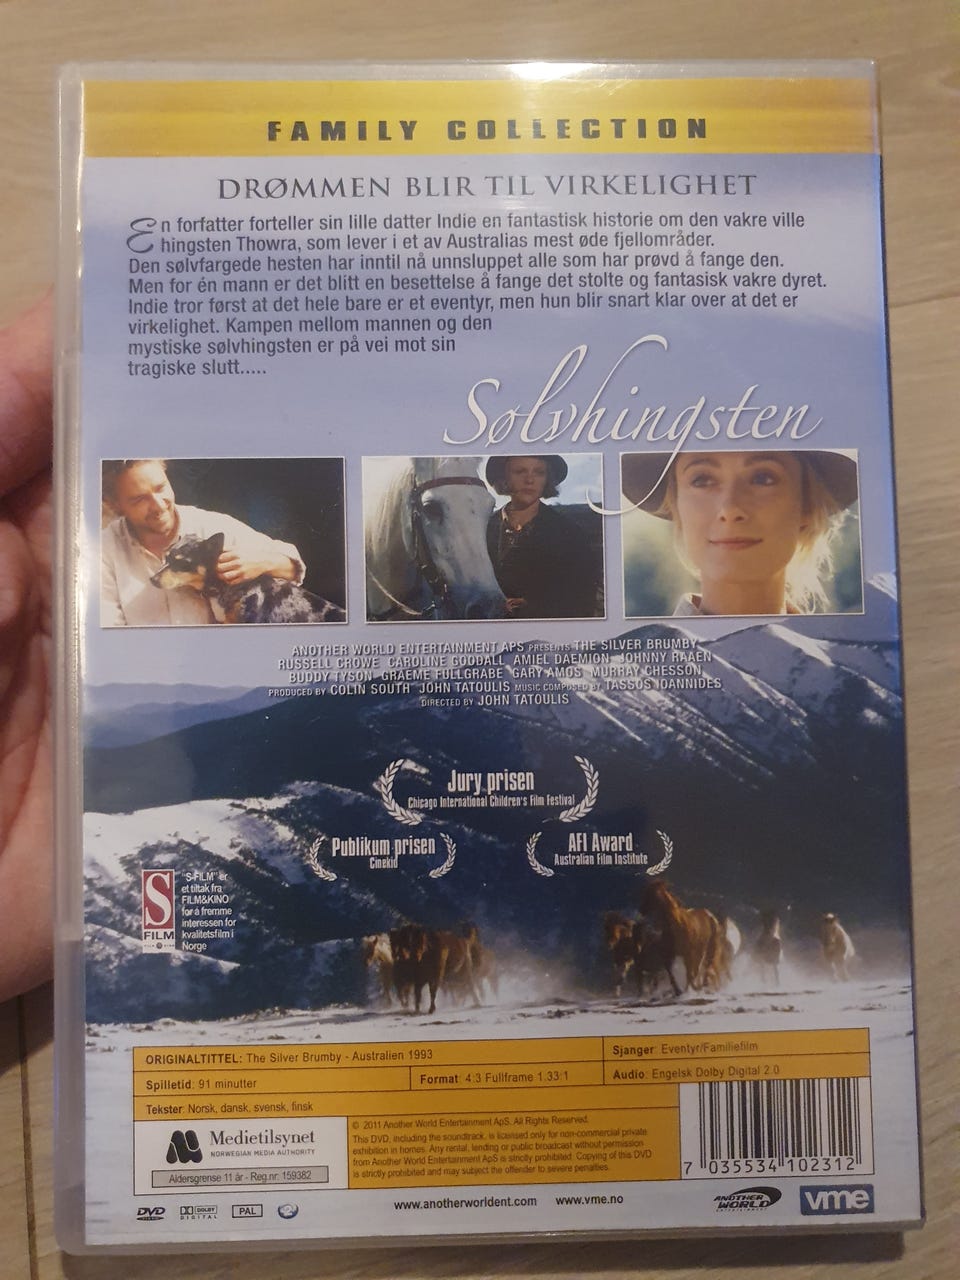 FAMILY COLLECTION
DRØMMEN BLIR TIL VIRKELIGHET
En forfatter forteller sin lille datter Indie en fantastisk historie om den vakre ville
hingsten Thowra, som lever i et av Australias mest øde fjellområder.
Den sølvfargede hesten har inntil nå unnsluppet alle som har prøvd å fange den.
Men for én mann er det blitt en besettelse å fange det stolte og fantasisk vakre dyret.
Indie tror først at det hele bare er et eventyr, men hun blir snart klar over at det er
virkelighet. Kampen mellom mannen og den
mystiske sølvhingsten er på vei mot sin
tragiske slutt.....
Sølvhingsten
ANOTHER WORLD ENTERTAINMENT APS PRESENTS THE SILVER BRUMBY
RUSSELL CROWE CAROLINE GOODALL AMIEL DAEMION JOHNNY RAAEN
BUDDY TYSON GRAEME FULLGRABE GARY AMOS MURRAY CHESSON
PRODUCED BY COLIN SOUTH JOHN TATOULIS MUSIC COMPOSED BY TASSOS IOANNIDES
DIRECTED BY JOHN TATOULIS
Jury prisen
Chicago International Children's Film Festival
Publikum prisen
Cinekid
AFI Award
Australian Film Institute
S
FILM
"S-FILM" er
et tiltak fra
FILM&KINO
for å fremme
interessen for
kvalitetsfilm i
Norge
ORIGINALTITTEL: The Silver Brumby - Australien 1993
Sjanger: Eventyr/Familiefilm
Spilletid: 91 minutter
Format: 4:3 Fullframe 1.33:1
Audio: Engelsk Dolby Digital 2.0
Tekster: Norsk, dansk, svensk, finsk
Medietilsynet
NORWEGIAN MEDIA AUTHORITY
Aldersgrense 11 år - Reg.nr: 159382
© 2011 Another World Entertainment ApS. All Rights Reserved.
This DVD, including the soundtrack, is licensed only for non-commercial private
exhibition in homes. Any rental, lending or public broadcast without permission
from Another World Entertainment ApS is strictly prohibited. Copying of this DVD
is strictly prohibited and may subject the offender to severe penalties.
7 035534 102312
DVD
DOLBY
DIGITAL
PAL
2
www.anotherworldent.com
www.vme.no
ANOTHER
WORLD
ENTERTAINMENT
vme